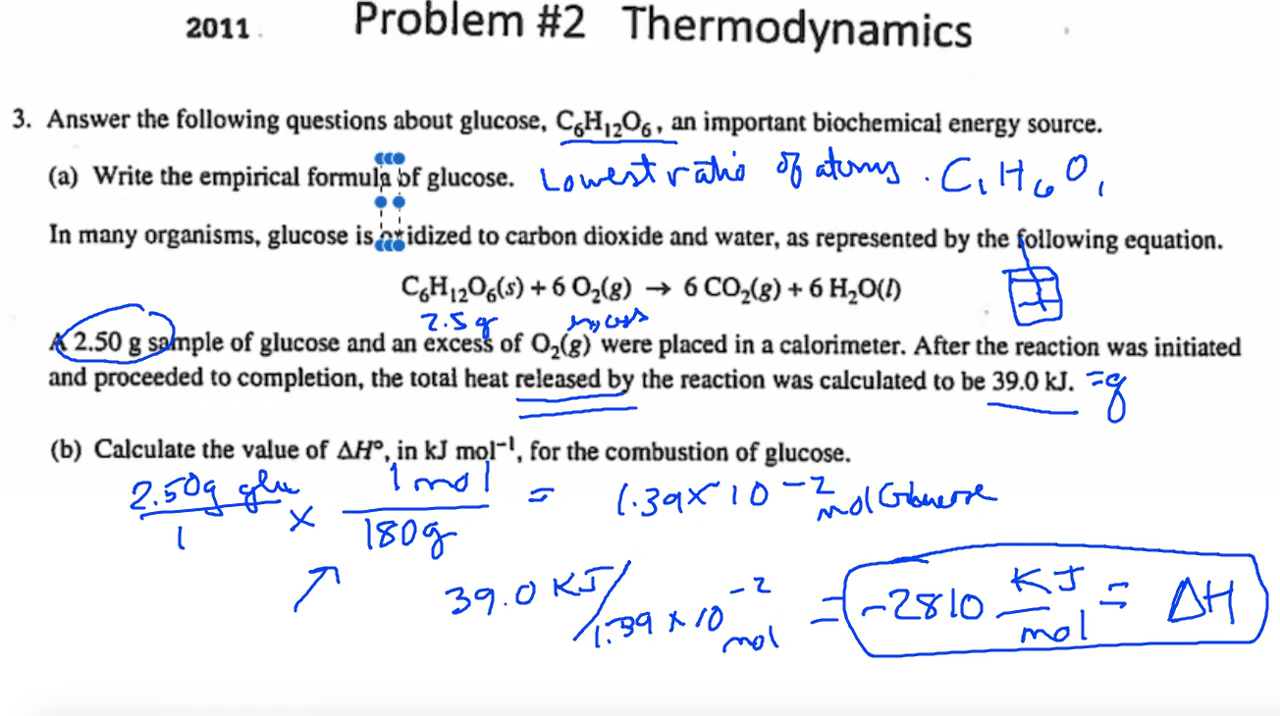 2011 Problem #2 Thermodynamics
3. Answer the following questions about glucose, C₆H₁₂O₆, an important biochemical energy source.
(a) Write the empirical formula of glucose. Lowest ratio of atoms. C₁H₆O₁
In many organisms, glucose is oxidized to carbon dioxide and water, as represented by the following equation.
C₆H₁₂O₆(s) + 6 O₂(g) → 6 CO₂(g) + 6 H₂O(l)
2.5 g excess
A 2.50 g sample of glucose and an excess of O₂(g) were placed in a calorimeter. After the reaction was initiated
and proceeded to completion, the total heat released by the reaction was calculated to be 39.0 kJ. = q
(b) Calculate the value of ΔH°, in kJ mol⁻¹, for the combustion of glucose.
2.50g glu / 1 × 1 mol / 180g = 1.39 × 10⁻² mol Glucose
39.0 KJ / 1.39 × 10⁻² mol = -2810 KJ / mol = ΔH